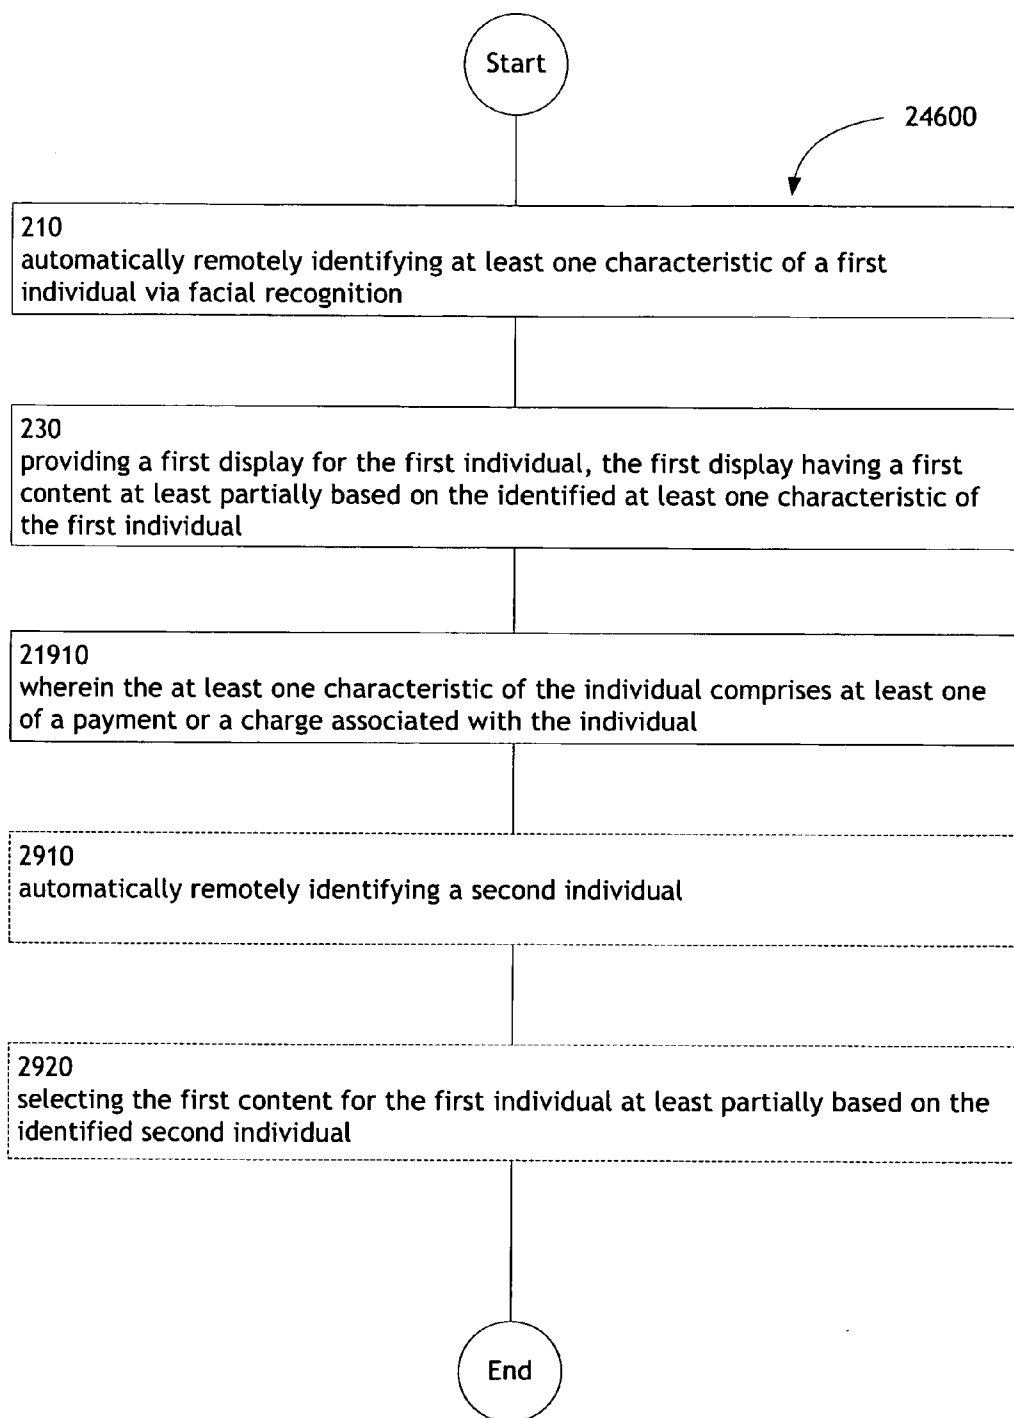 Start
24600
210
automatically remotely identifying at least one characteristic of a first
individual via facial recognition
230
providing a first display for the first individual, the first display having a first
content at least partially based on the identified at least one characteristic of
the first individual
21910
wherein the at least one characteristic of the individual comprises at least one
of a payment or a charge associated with the individual
2910
automatically remotely identifying a second individual
2920
selecting the first content for the first individual at least partially based on the
identified second individual
End